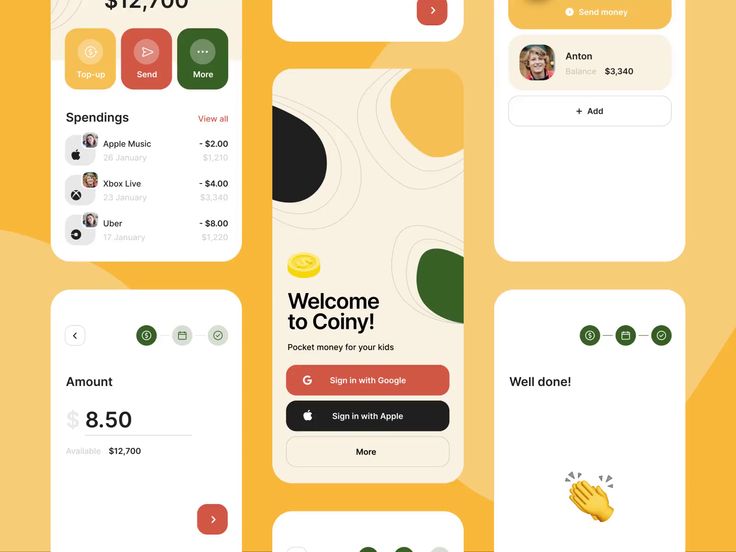 $12,700
Top-up
Send
More
Spendings
View all
Apple Music
- $2.00
26 January
$1,210
Xbox Live
- $4.00
23 January
$3,340
Uber
- $8.00
17 January
$1,220
Amount
$ 8.50
Available $12,700
Welcome
to Coiny!
Pocket money for your kids
G Sign in with Google
Sign in with Apple
More
Send money
Anton
Balance $3,340
+ Add
Well done!